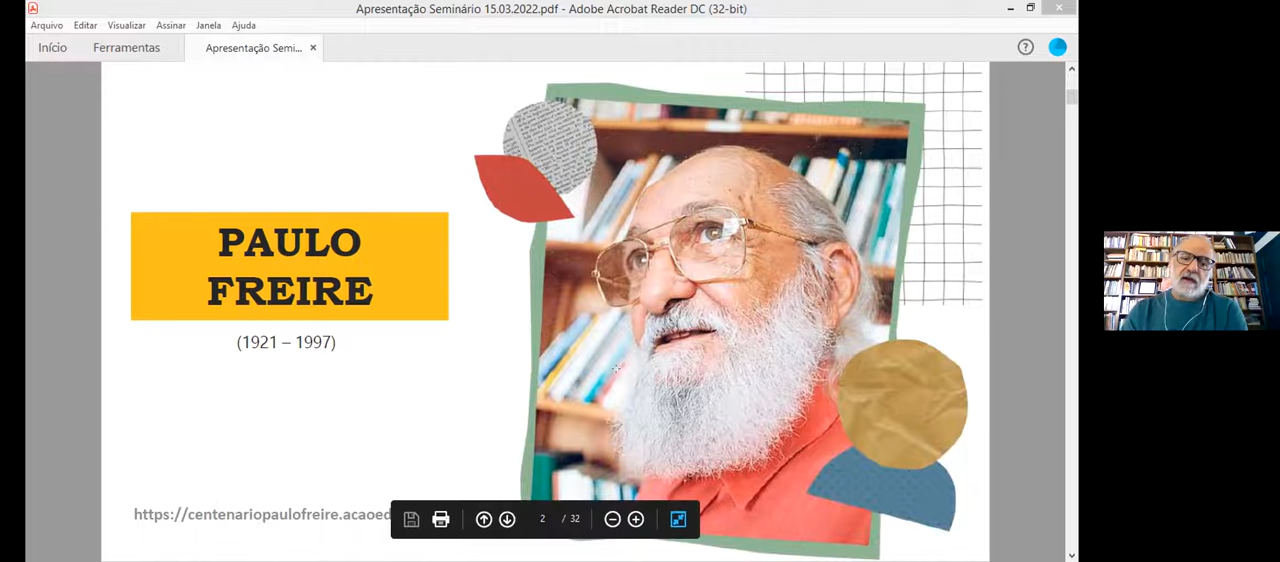 Apresentação Seminário 15.03.2022.pdf - Adobe Acrobat Reader DC (32-bit)
Arquivo Editar Visualizar Assinar Janela Ajuda
Início Ferramentas Apresentação Semi... ×
PAULO
FREIRE
(1921 – 1997)
https://centenariopaulofreire.acaoed
2 / 32